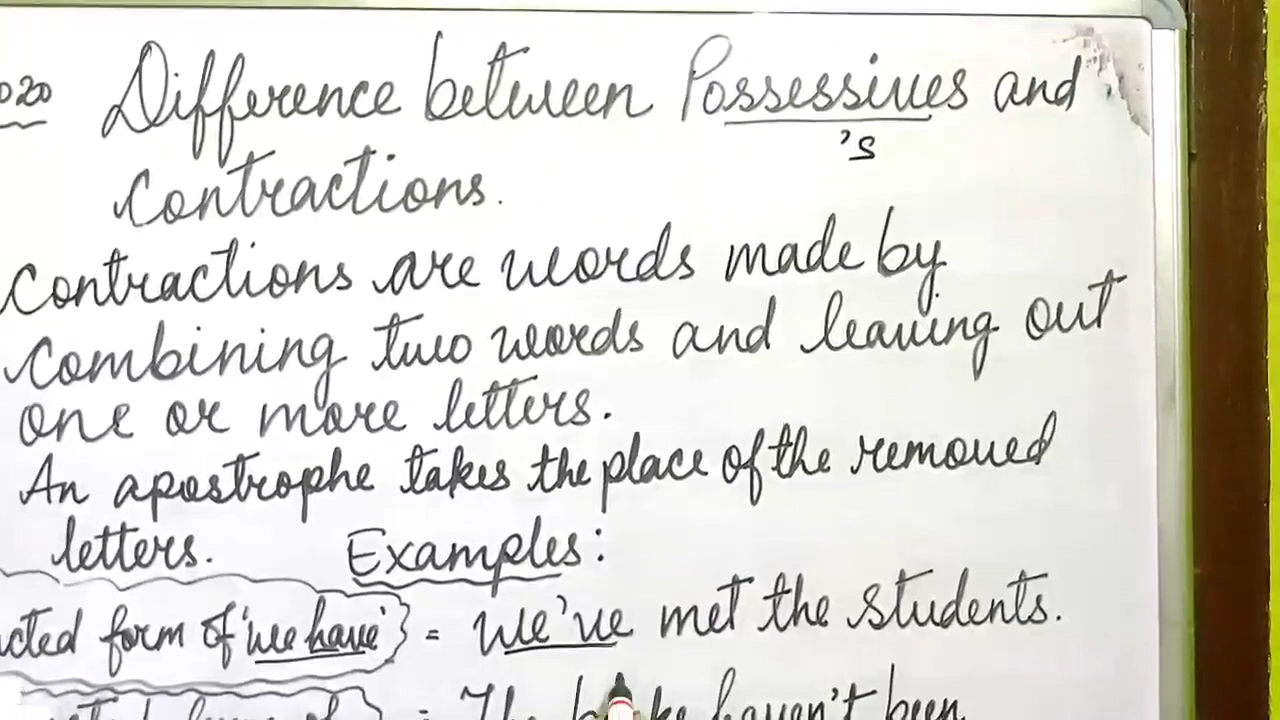 Difference between Possessives and
's
Contractions.
Contractions are words made by
Combining two words and leaving out
one or more letters.
An apostrophe takes the place of the removed
letters. Examples:
form of 'we have' = We've met the students.
The haven't been